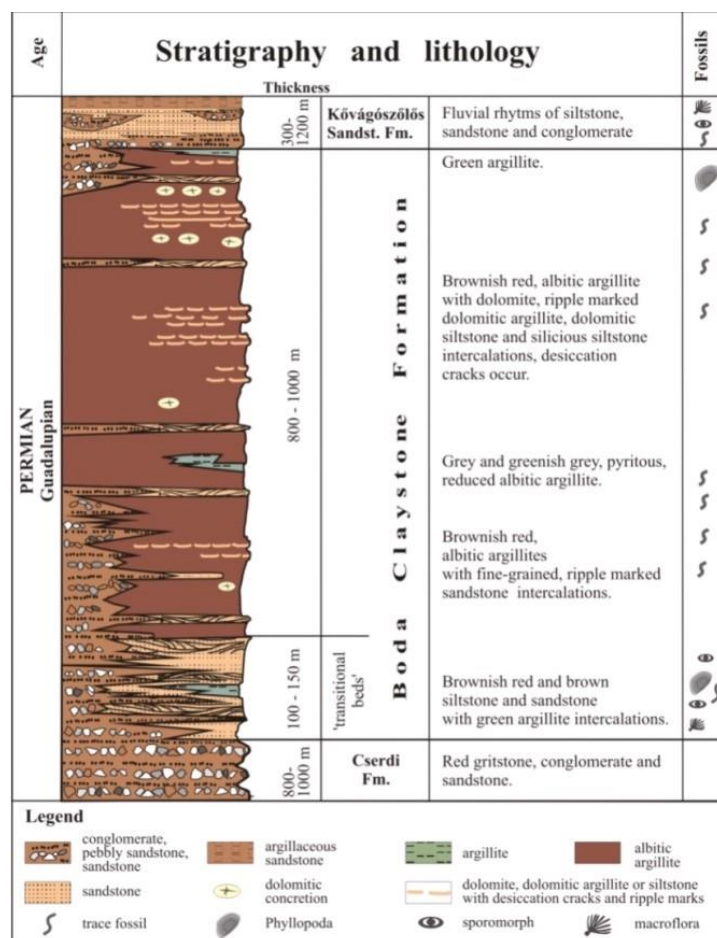 Age
Stratigraphy and lithology
Fossils
Thickness
300-
1200 m
Kővágószőlős
Sandst. Fm.
Fluvial rhytms of siltstone,
sandstone and conglomerate
PERMIAN
Guadalupian
800 - 1000 m
Boda Claystone Formation
Green argillite.
Brownish red, albitic argillite
with dolomite, ripple marked
dolomitic argillite, dolomitic
siltstone and silicious siltstone
intercalations, desiccation
cracks occur.
Grey and greenish grey, pyritous,
reduced albitic argillite.
Brownish red,
albitic argillites
with fine-grained, ripple marked
sandstone intercalations.
100 - 150 m
'transitional
beds'
Brownish red and brown
siltstone and sandstone
with green argillite intercalations.
800-
1000 m
Cserdi
Fm.
Red gritstone, conglomerate and
sandstone.
Legend
conglomerate,
pebbly sandstone,
sandstone
argillaceous
sandstone
argillite
albitic
argillite
sandstone
dolomitic
concretion
dolomite, dolomitic argillite or siltstone
with desiccation cracks and ripple marks
trace fossil
Phyllopoda
sporomorph
macroflora